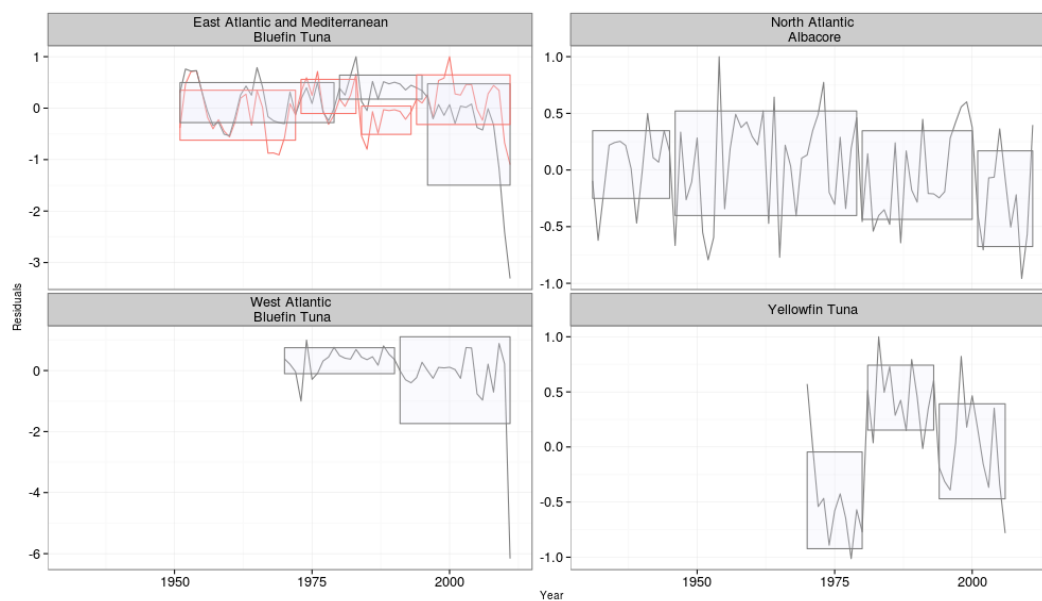 East Atlantic and Mediterranean
Bluefin Tuna
North Atlantic
Albacore
1
0
-1
-2
-3
1.0
0.5
0.0
-0.5
-1.0
Residuals
West Atlantic
Bluefin Tuna
Yellowfin Tuna
0
-2
-4
-6
1.0
0.5
0.0
-0.5
-1.0
1950
1975
2000
1950
1975
2000
Year